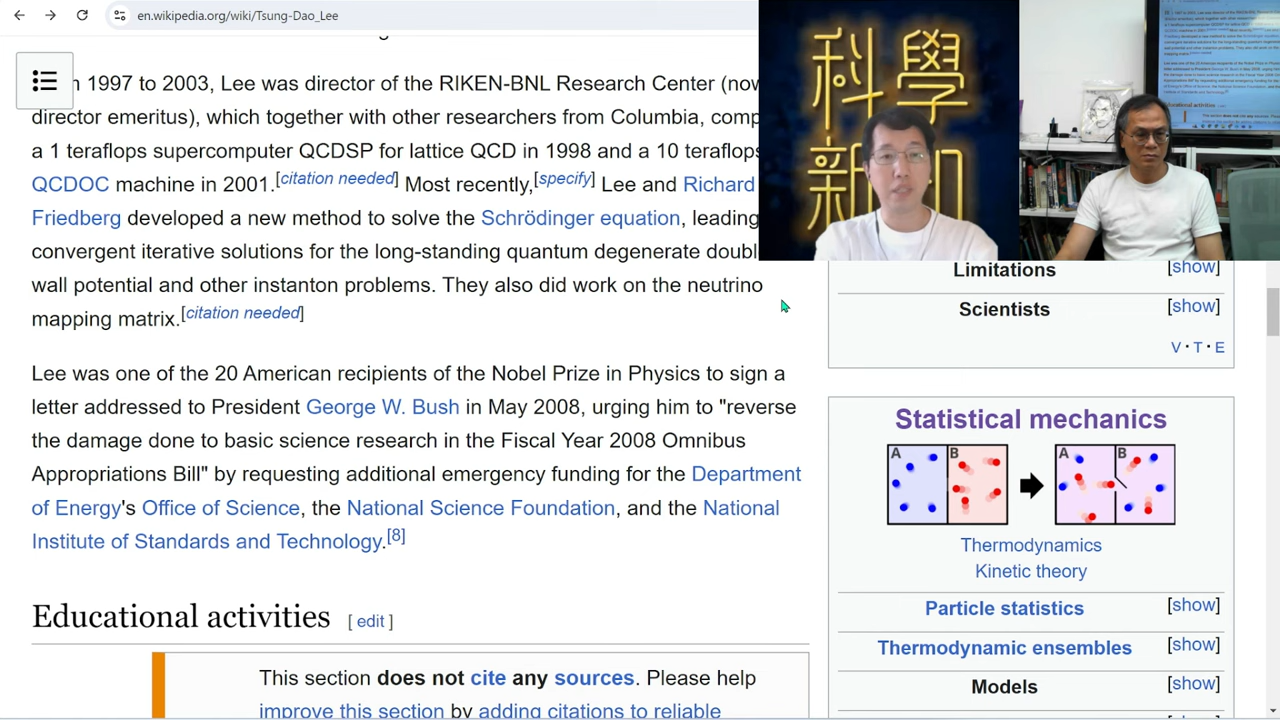 en.wikipedia.org/wiki/Tsung-Dao_Lee
1997 to 2003, Lee was director of the RIKEN
Research Center (now
director emeritus), which together with other researchers from Columbia,
a 1 teraflops supercomputer QCDSP for lattice QCD in 1998 and a 10 teraflops
QCDOC machine in 2001.[citation needed] Most recently,[specify] Lee and Richard
Friedberg developed a new method to solve the Schrödinger equation, leading
convergent iterative solutions for the long-standing quantum degenerate
wall potential and other instanton problems. They also did work on the neutrino
mapping matrix.[citation needed]
Lee was one of the 20 American recipients of the Nobel Prize in Physics to sign a
letter addressed to President George W. Bush in May 2008, urging him to "reverse
the damage done to basic science research in the Fiscal Year 2008 Omnibus
Appropriations Bill" by requesting additional emergency funding for the Department
of Energy's Office of Science, the National Science Foundation, and the National
Institute of Standards and Technology.[8]
Educational activities [ edit ]
This section does not cite any sources. Please help
improve this section by adding citations to reliable
科學
新
Limitations [show]
Scientists [show]
V · T · E
Statistical mechanics
A B A B
Thermodynamics
Kinetic theory
Particle statistics [show]
Thermodynamic ensembles [show]
Models [show]